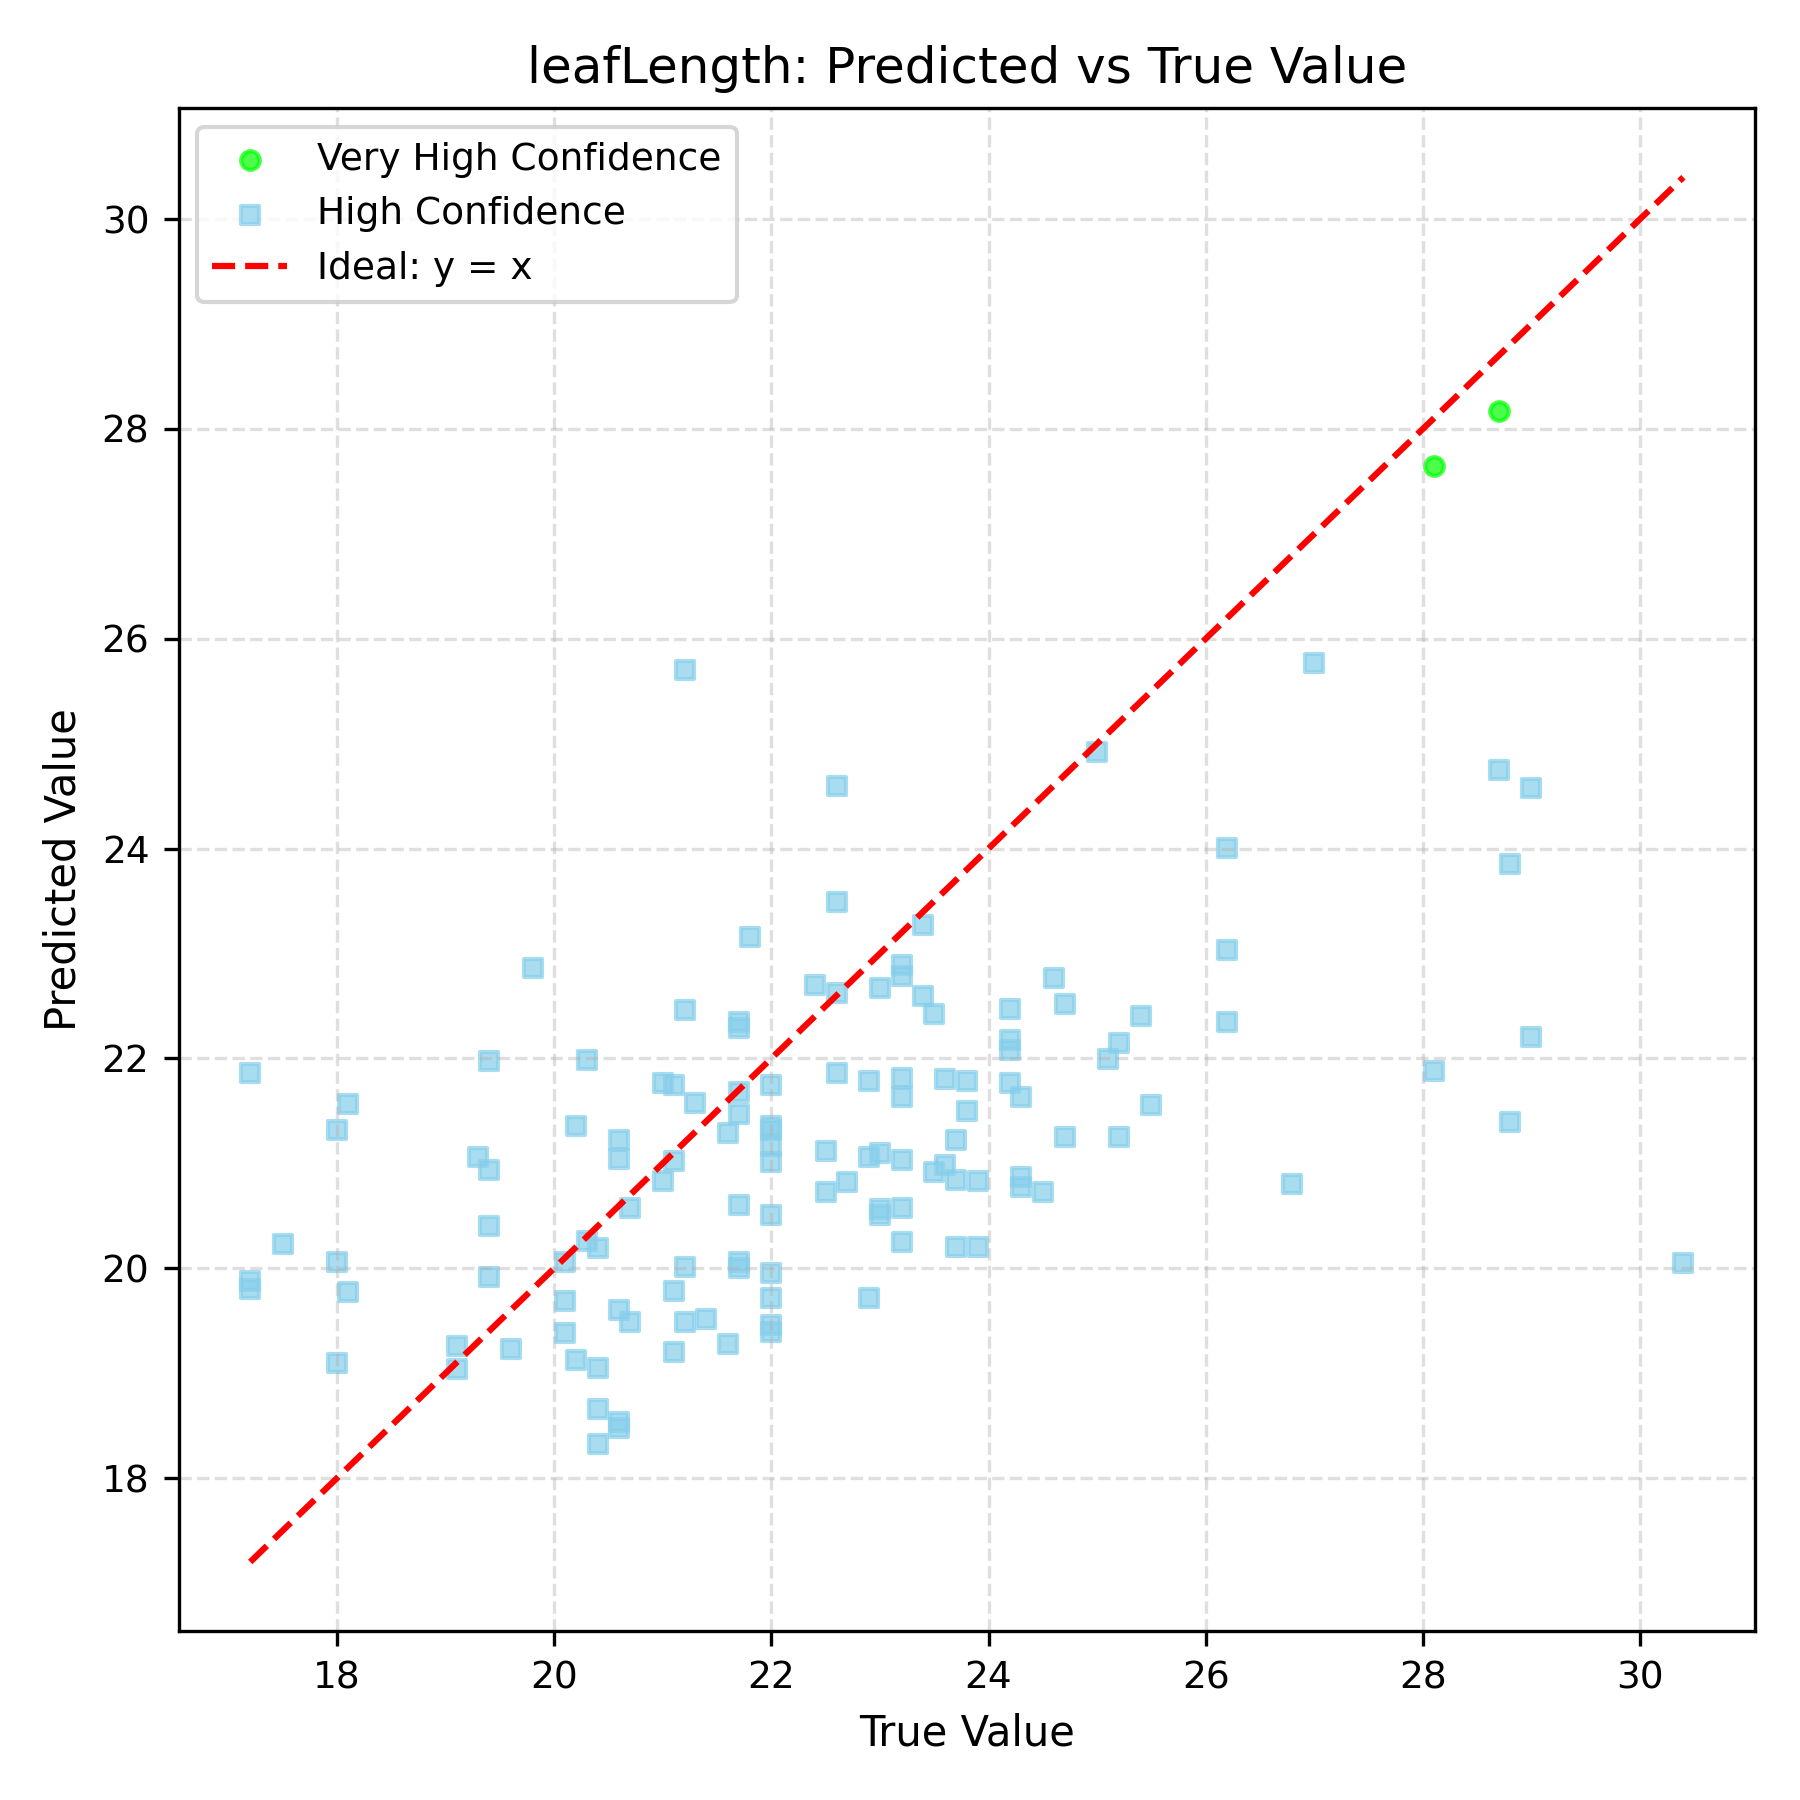 leafLength: Predicted vs True Value
Very High Confidence
High Confidence
Ideal: y = x
30
28
26
24
22
20
18
Predicted Value
18 20 22 24 26 28 30
True Value